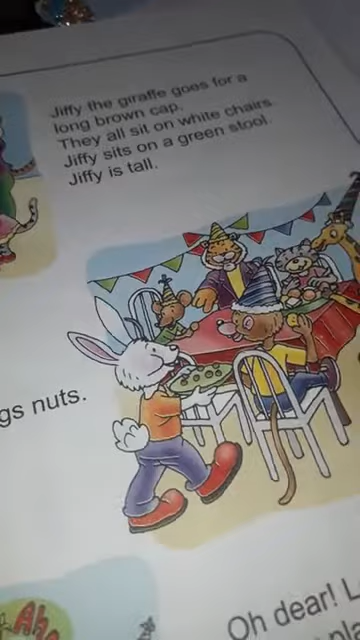 Jiffy the giraffe goes for a
long brown cap.
They all sit on white chairs.
Jiffy sits on a green stool.
Jiffy is tall.
gs nuts.
Aha
Oh dear! L